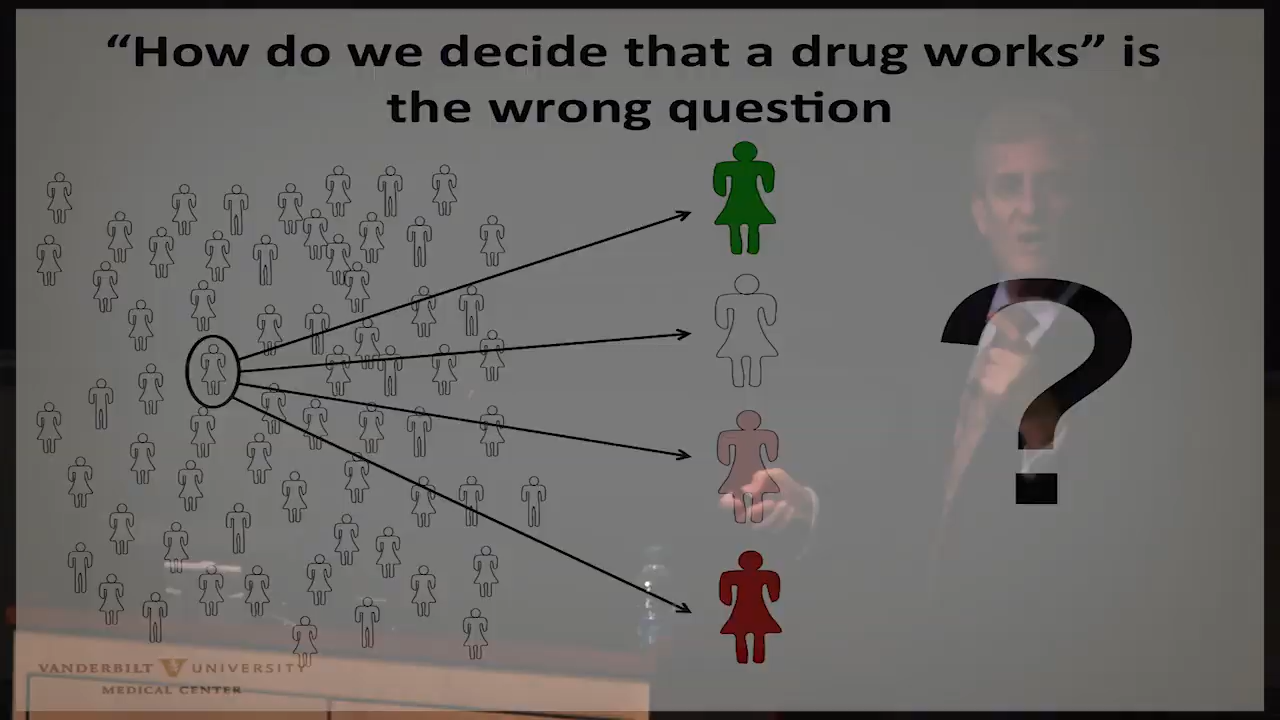 “How do we decide that a drug works” is
the wrong question
?
VANDERBILT V UNIVERSITY
MEDICAL CENTER